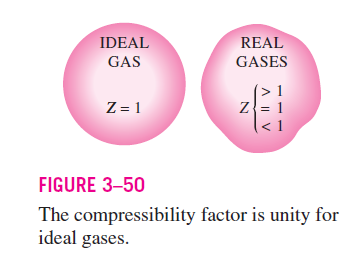 IDEAL
GAS
Z = 1
REAL
GASES
> 1
Z { = 1
< 1
FIGURE 3–50
The compressibility factor is unity for
ideal gases.